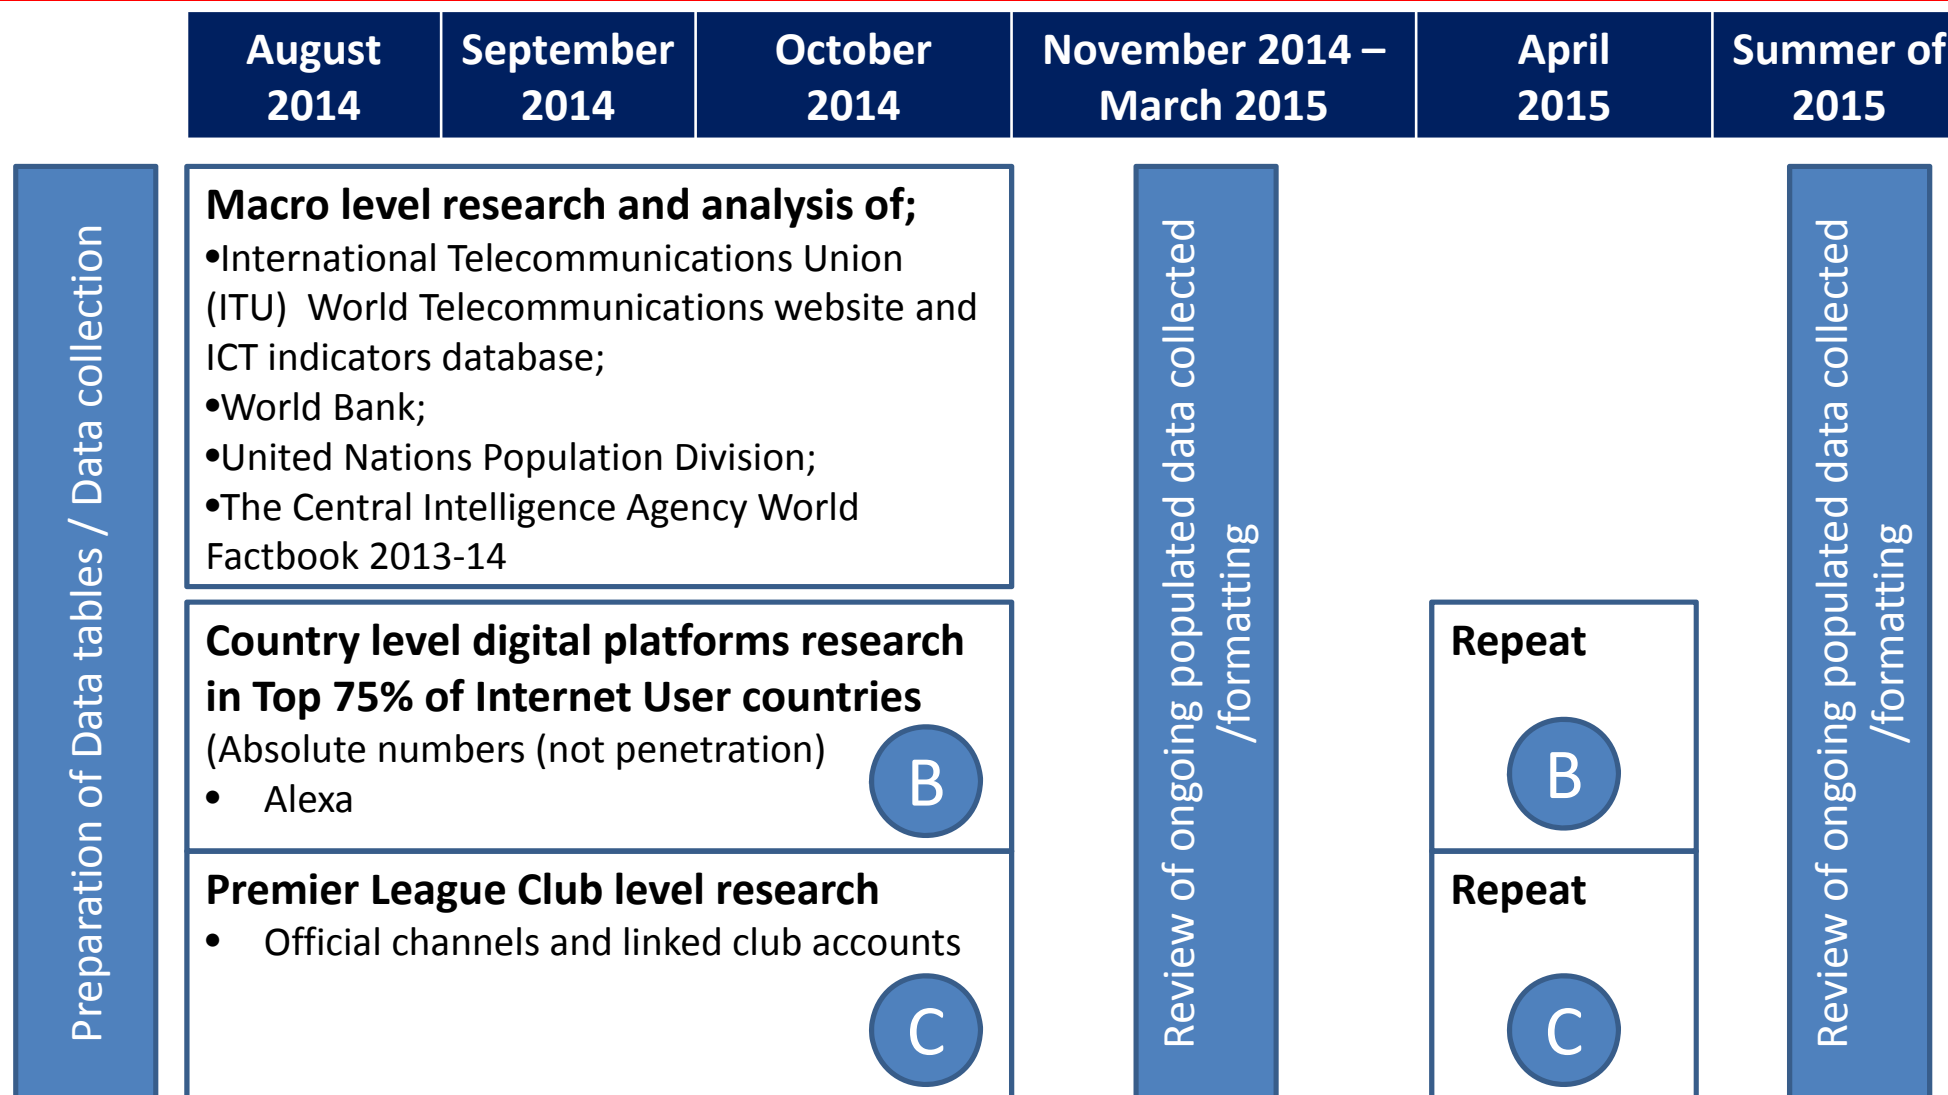 August
2014
September
2014
October
2014
November 2014 –
March 2015
April
2015
Summer of
2015
Preparation of Data tables / Data collection
Macro level research and analysis of;
•International Telecommunications Union
(ITU)  World Telecommunications website and
ICT indicators database;
•World Bank;
•United Nations Population Division;
•The Central Intelligence Agency World
Factbook 2013-14
Country level digital platforms research
in Top 75% of Internet User countries
(Absolute numbers (not penetration)
• Alexa
B
Premier League Club level research
• Official channels and linked club accounts
C
Review of ongoing populated data collected
/formatting
Repeat
B
Repeat
C
Review of ongoing populated data collected
/formatting